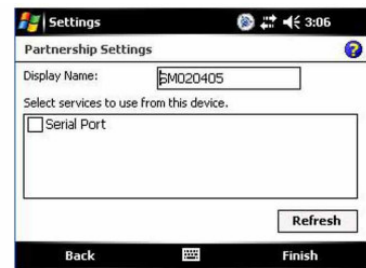 Settings 3:06
Partnership Settings
Display Name: SM020405
Select services to use from this device.
Serial Port
Refresh
Back Finish